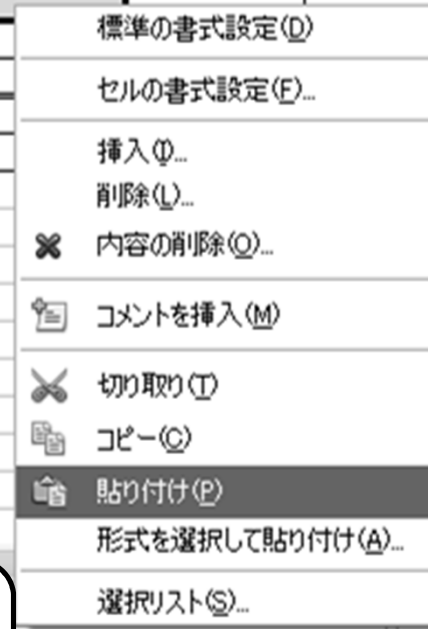 標準の書式設定(D)
セルの書式設定(F)...
挿入(I)...
削除(L)...
内容の削除(O)...
コメントを挿入(M)
切り取り(T)
コピー(C)
貼り付け(P)
形式を選択して貼り付け(A)...
選択リスト(S)...